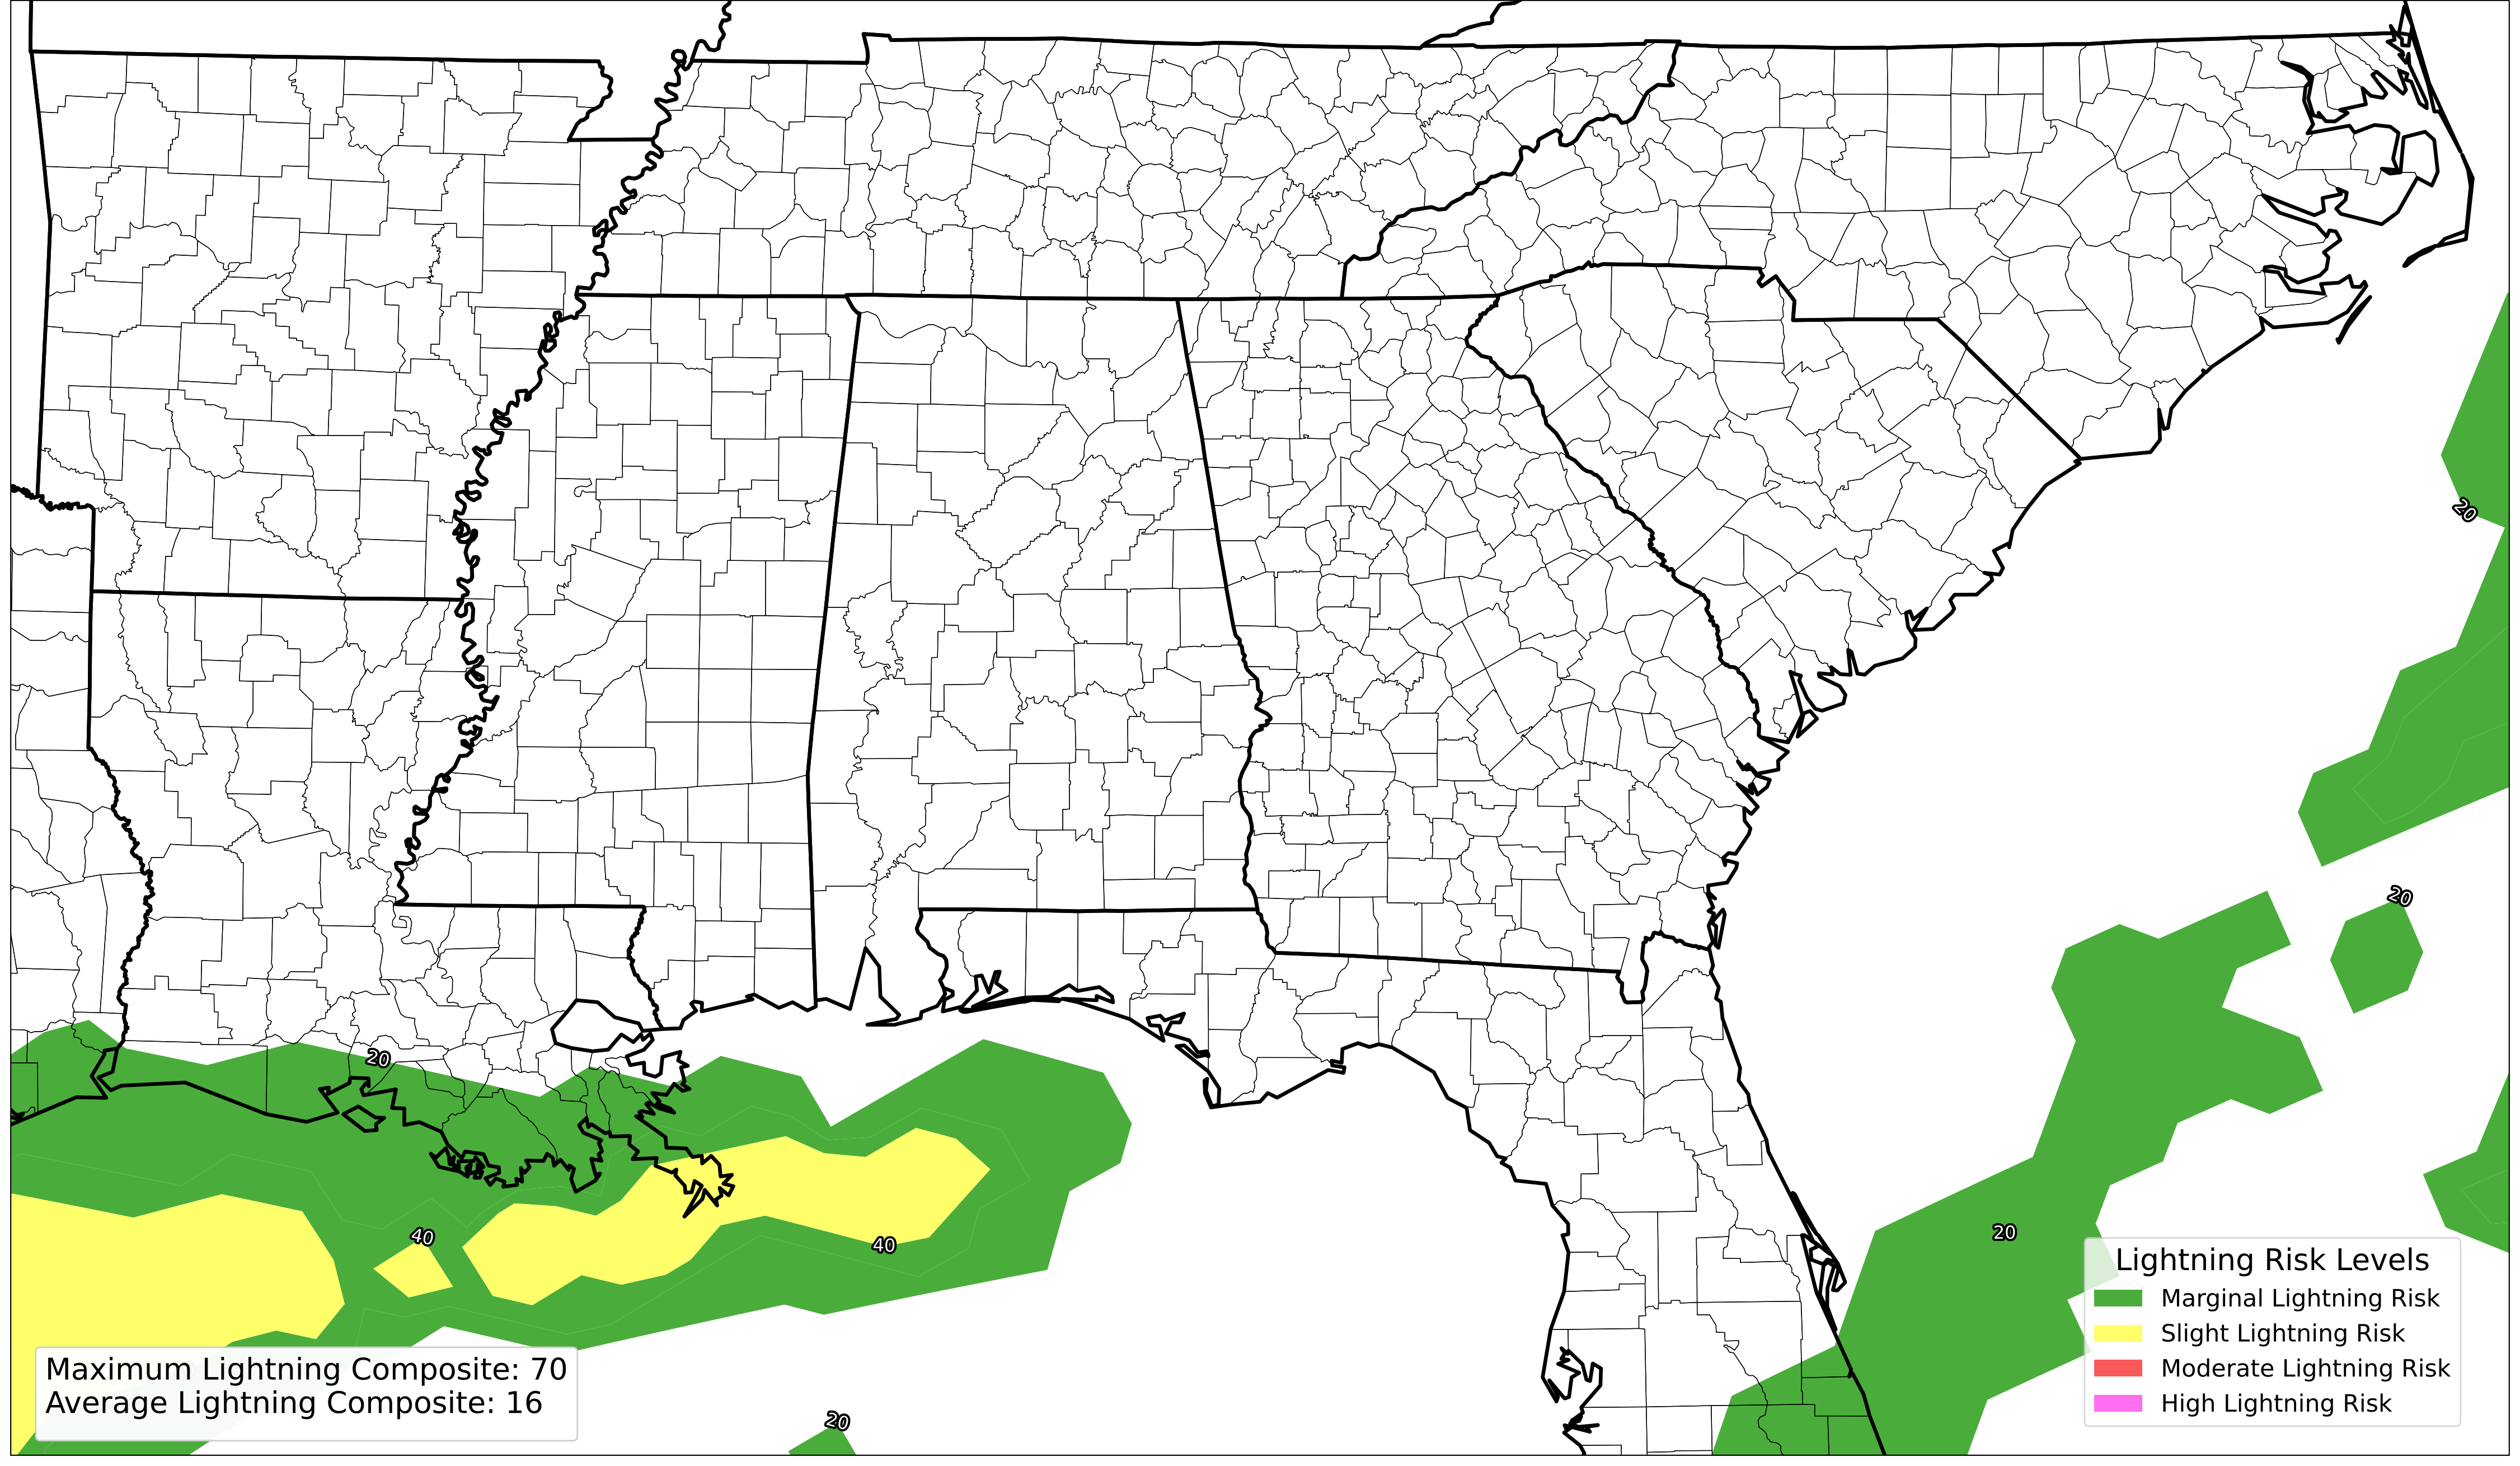 20
20
20
40
40
20
20
Lightning Risk Levels
Marginal Lightning Risk
Slight Lightning Risk
Moderate Lightning Risk
High Lightning Risk
Maximum Lightning Composite: 70
Average Lightning Composite: 16